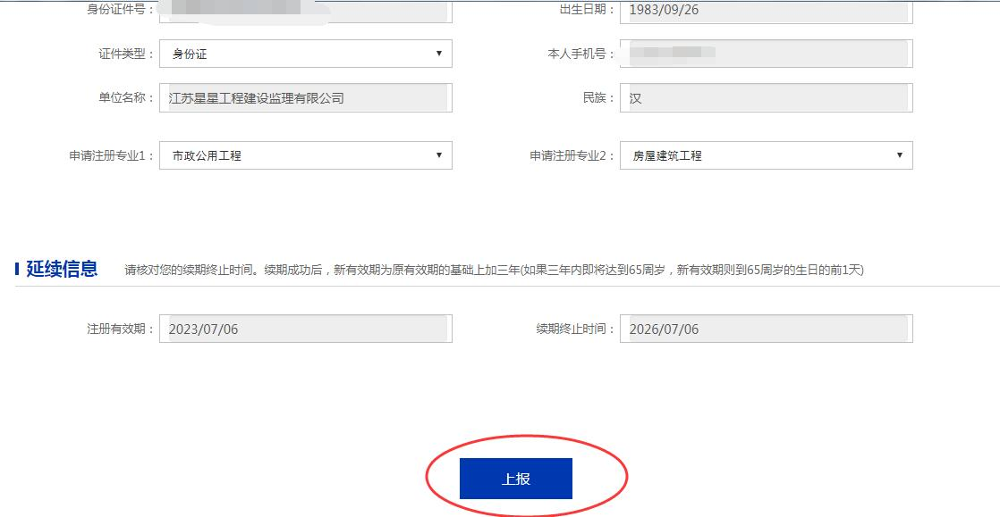 身份证件号： 出生日期： 1983/09/26
证件类型： 身份证 本人手机号：
单位名称： 江苏星星工程建设监理有限公司 民族： 汉
申请注册专业1： 市政公用工程 申请注册专业2： 房屋建筑工程
延续信息 请核对您的续期终止时间。续期成功后，新有效期为原有效期的基础上加三年(如果三年内即将达到65周岁，新有效期则到65周岁的生日的前1天)
注册有效期： 2023/07/06 续期终止时间： 2026/07/06
上报